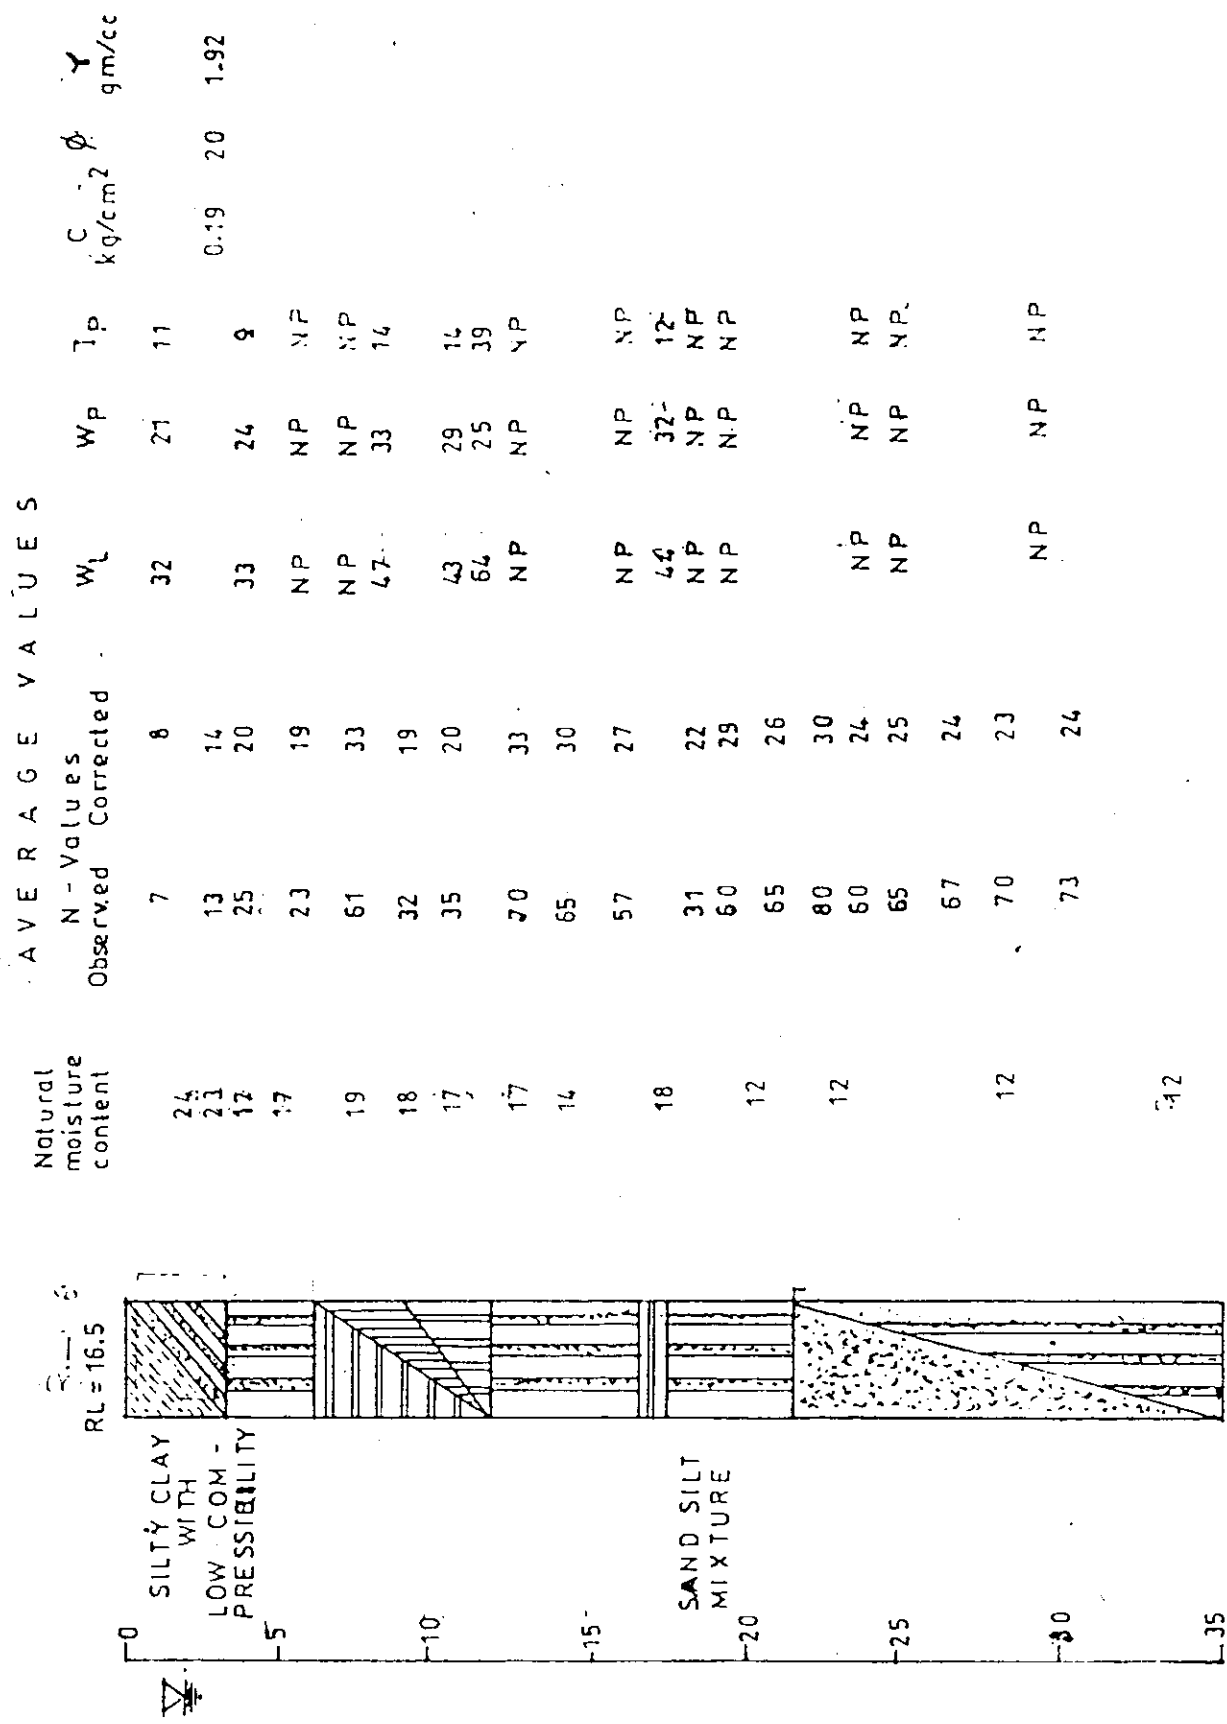 AVERAGE VALUES
Natural moisture content
N-Values
Observed Corrected
WL WP IP
C kg/cm2 Ø γ gm/cc
RL=16.5
SILTY CLAY
WITH
LOW COM-
PRESSIBILITY
SAND SILT
MIXTURE
0
5
10
15
20
25
30
35
7 8 32 21 11
24
23 13 14 0.19 20 1.92
17 25 20 33 24 9
17 23 19 NP NP NP
19 61 33 NP NP NP
47 33 14
18 32 19
17 35 20 43 29 14
64 25 39
17 70 33 NP NP NP
14 65 30
57 27 NP NP NP
18 44 32 12
31 22 NP NP NP
60 29 NP NP NP
12 65 26
12 80 30
60 24 NP NP NP
65 25 NP NP NP
67 24
12 70 23
NP NP NP
73 24
12